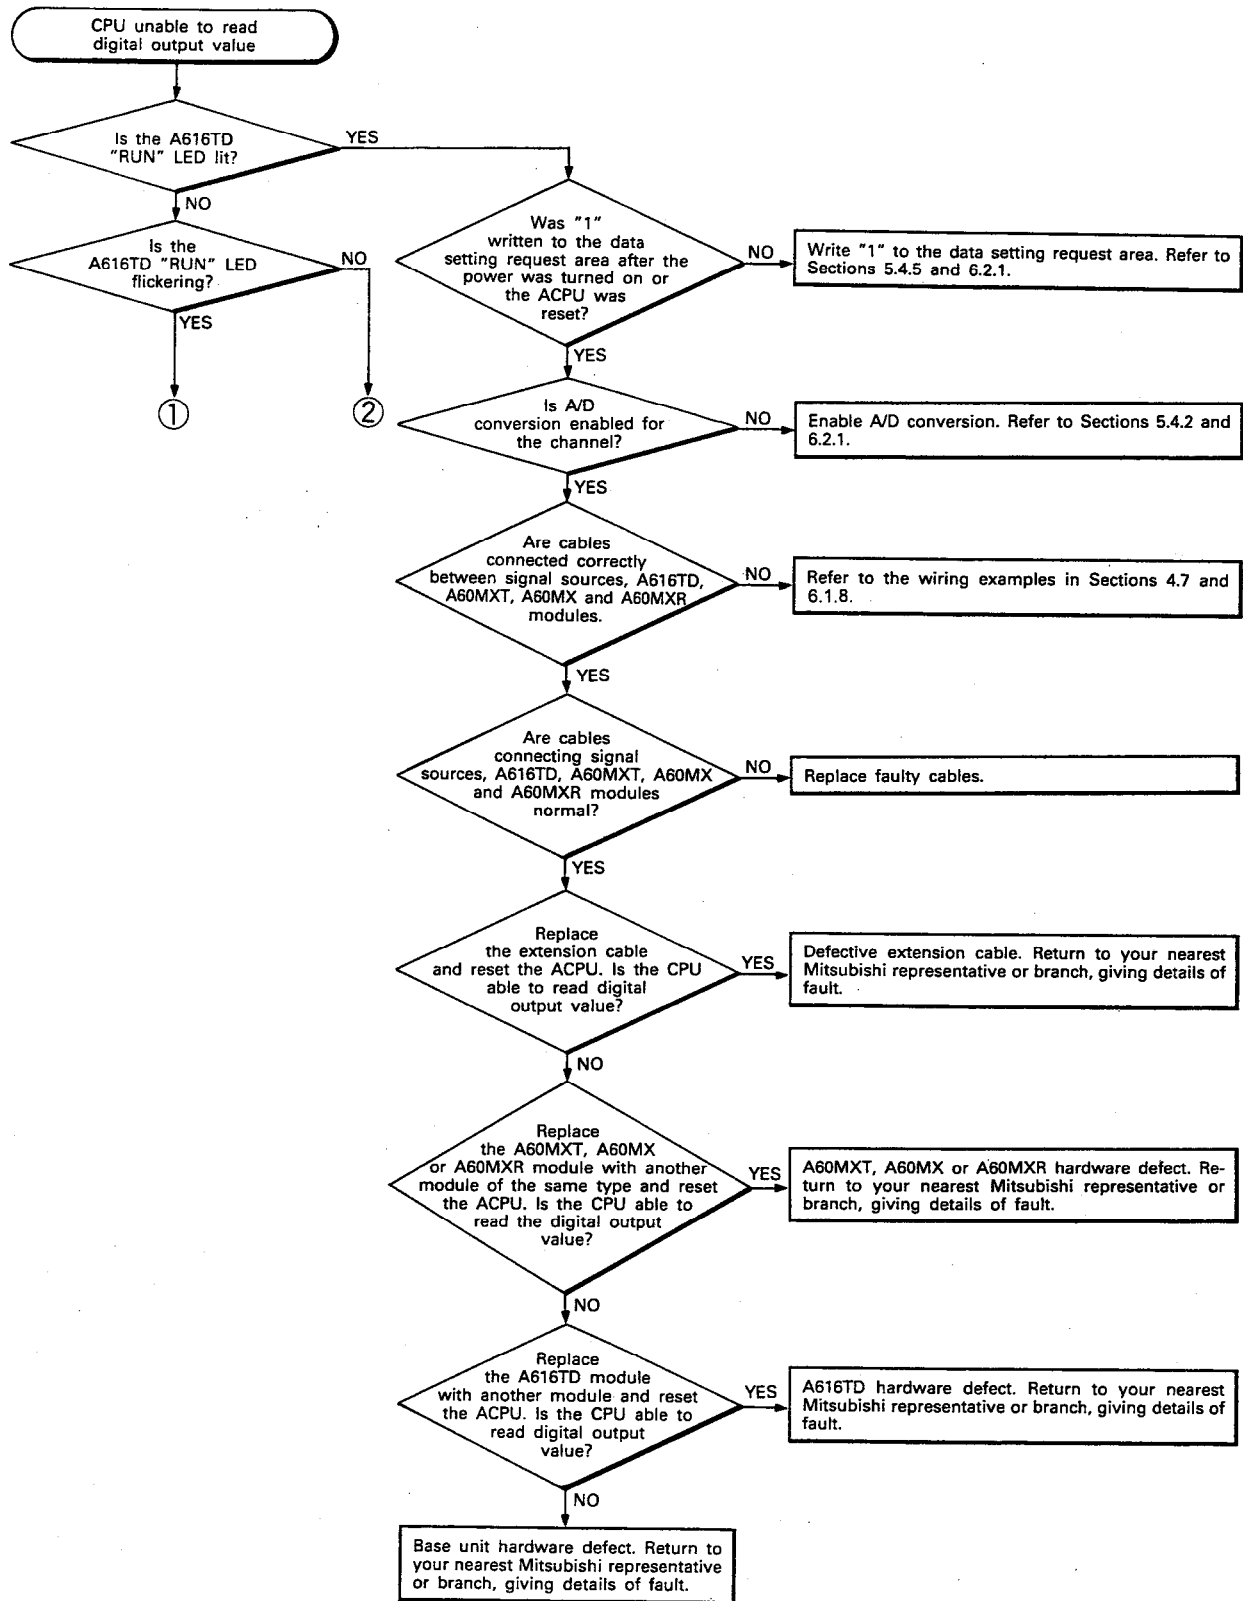 CPU unable to read
digital output value
Is the A616TD
"RUN" LED lit?
YES
NO
Is the
A616TD "RUN" LED
flickering?
NO
YES
①
②
Was "1"
written to the data
setting request area after the
power was turned on or
the ACPU was
reset?
NO
Write "1" to the data setting request area. Refer to
Sections 5.4.5 and 6.2.1.
YES
Is A/D
conversion enabled for
the channel?
NO
Enable A/D conversion. Refer to Sections 5.4.2 and
6.2.1.
YES
Are cables
connected correctly
between signal sources, A616TD,
A60MXT, A60MX and A60MXR
modules.
NO
Refer to the wiring examples in Sections 4.7 and
6.1.8.
YES
Are cables
connecting signal
sources, A616TD, A60MXT, A60MX
and A60MXR modules
normal?
NO
Replace faulty cables.
YES
Replace
the extension cable
and reset the ACPU. Is the CPU
able to read digital
output value?
YES
Defective extension cable. Return to your nearest
Mitsubishi representative or branch, giving details of
fault.
NO
Replace
the A60MXT, A60MX
or A60MXR module with another
module of the same type and reset
the ACPU. Is the CPU able to
read the digital output
value?
YES
A60MXT, A60MX or A60MXR hardware defect. Re-
turn to your nearest Mitsubishi representative or
branch, giving details of fault.
NO
Replace
the A616TD module
with another module and reset
the ACPU. Is the CPU able to
read digital output
value?
YES
A616TD hardware defect. Return to your nearest
Mitsubishi representative or branch, giving details of
fault.
NO
Base unit hardware defect. Return to
your nearest Mitsubishi representative
or branch, giving details of fault.